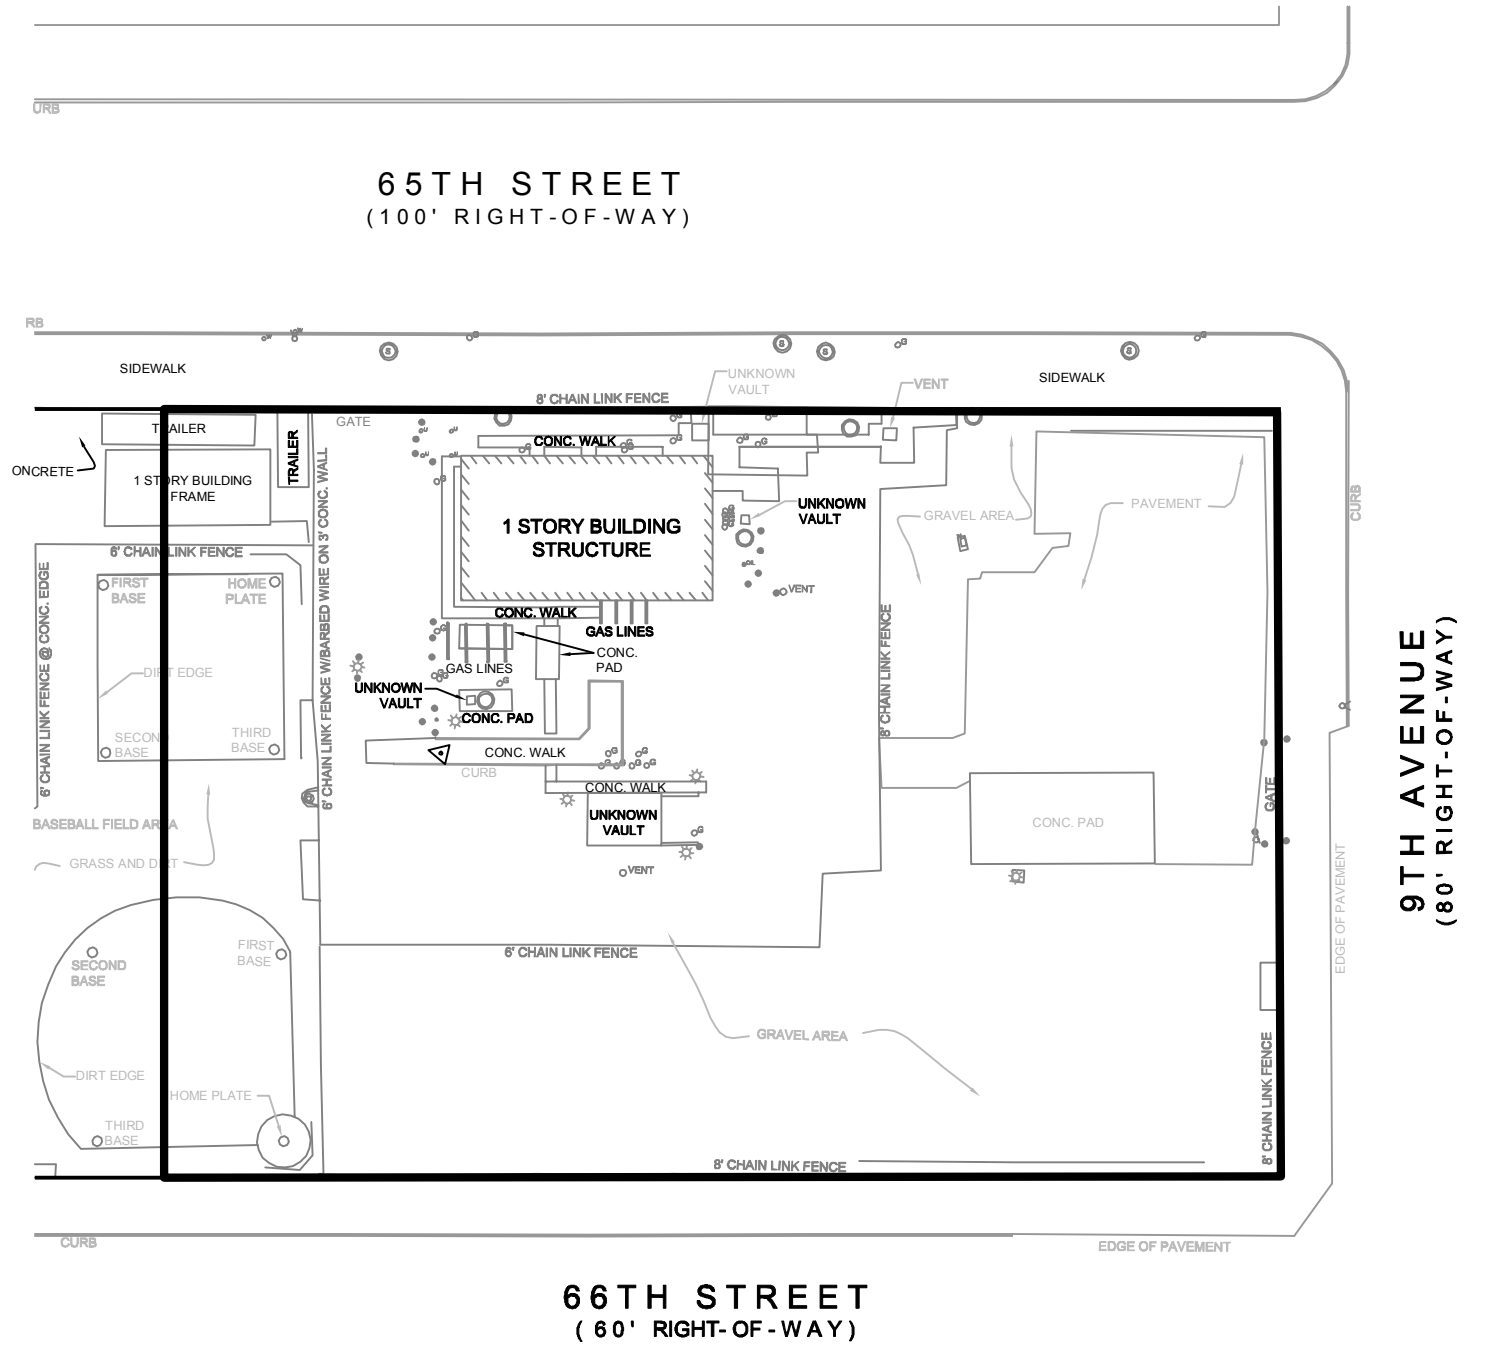 URB
65TH STREET
(100' RIGHT-OF-WAY)
RB
SIDEWALK
SIDEWALK
UNKNOWN
VAULT
VENT
8' CHAIN LINK FENCE
GATE
TRAILER
TRAILER
CONC. WALK
ONCRETE
1 STORY BUILDING
FRAME
1 STORY BUILDING
STRUCTURE
UNKNOWN
VAULT
GRAVEL AREA
PAVEMENT
CURB
6' CHAIN LINK FENCE
6' CHAIN LINK FENCE @ CONC. EDGE
6' CHAIN LINK FENCE W/BARBED WIRE ON 3' CONC. WALL
FIRST
BASE
HOME
PLATE
OIL
VENT
CONC. WALK
GAS LINES
8' CHAIN LINK FENCE
CONC.
PAD
GAS LINES
DIRT EDGE
UNKNOWN
VAULT
CONC. PAD
SECOND
BASE
THIRD
BASE
CONC. WALK
CURB
CONC. WALK
UNKNOWN
VAULT
GATE
CONC. PAD
BASEBALL FIELD AREA
GRASS AND DIRT
VENT
9TH AVENUE
(80' RIGHT-OF-WAY)
EDGE OF PAVEMENT
FIRST
BASE
SECOND
BASE
6' CHAIN LINK FENCE
GRAVEL AREA
DIRT EDGE
HOME PLATE
THIRD
BASE
8' CHAIN LINK FENCE
8' CHAIN LINK FENCE
CURB
EDGE OF PAVEMENT
66TH STREET
( 60' RIGHT-OF-WAY)